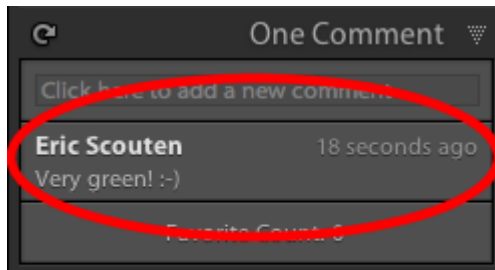 One Comment
Click here to add a new comment
Eric Scouten 18 seconds ago
Very green! :-)
Favorite Count: 0